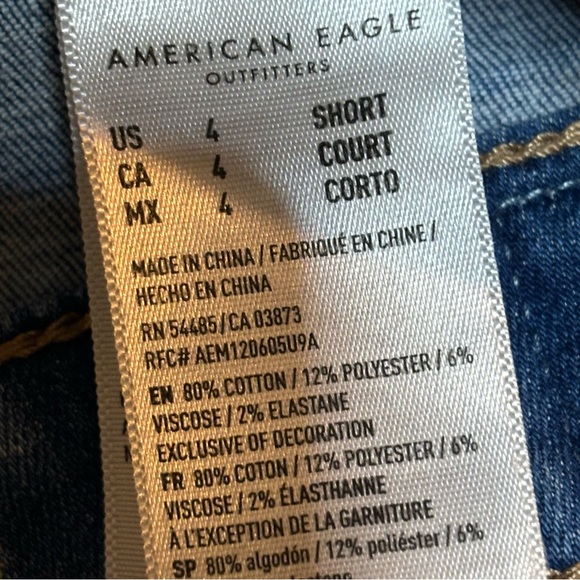 AMERICAN EAGLE
OUTFITTERS
US 4 SHORT
CA 4 COURT
MX 4 CORTO
MADE IN CHINA / FABRIQUÉ EN CHINE /
HECHO EN CHINA
RN 54485/CA 03873
RFC# AEM120605U9A
EN 80% COTTON / 12% POLYESTER / 6%
VISCOSE / 2% ELASTANE
EXCLUSIVE OF DECORATION
FR 80% COTON / 12% POLYESTER / 6%
VISCOSE / 2% ÉLASTHANNE
À L'EXCEPTION DE LA GARNITURE
SP 80% algodón / 12% poliéster / 6%